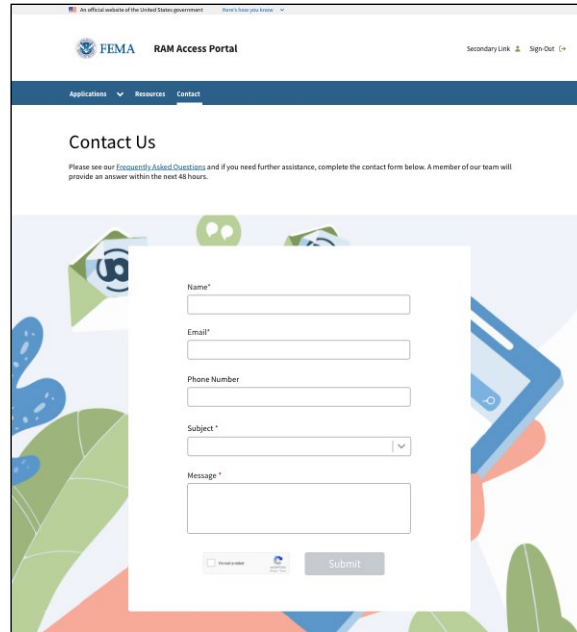 An official website of the United States government Here's how you know
FEMA RAM Access Portal Secondary Link Sign-Out
Applications Resources Contact
Contact Us
Please see our Frequently Asked Questions and if you need further assistance, complete the contact form below. A member of our team will
provide an answer within the next 48 hours.
Name*
Email*
Phone Number
Subject *
Message *
I'm not a robot
reCAPTCHA
Submit